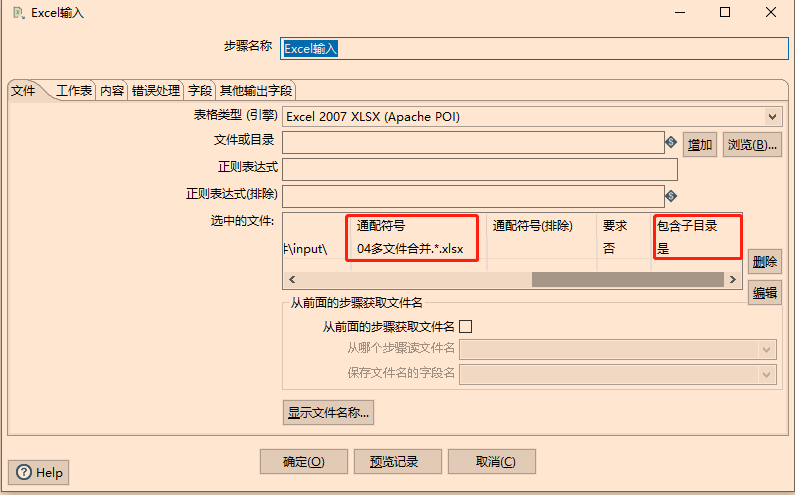 Excel输入
步骤名称 Excel输入
文件 工作表 内容 错误处理 字段 其他输出字段
表格类型 (引擎) Excel 2007 XLSX (Apache POI)
文件或目录 增加 浏览(B)...
正则表达式
正则表达式(排除)
选中的文件: 通配符号 通配符号(排除) 要求 包含子目录
\input\ 04多文件合并.*.xlsx 否 是
删除
编辑
从前面的步骤获取文件名
从前面的步骤获取文件名
从哪个步骤读文件名
保存文件名的字段名
显示文件名称...
确定(O) 预览记录 取消(C)
Help